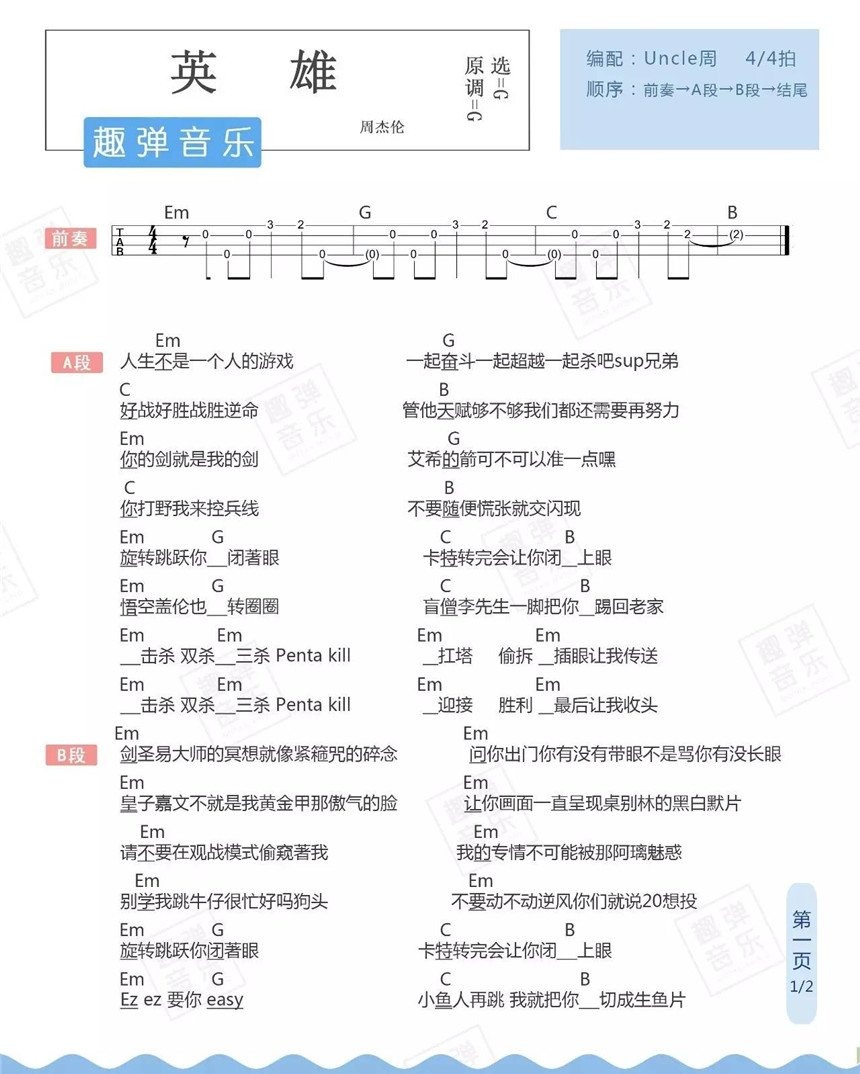 英 雄
周杰伦
原调=G
选=G
趣弹音乐
编配：Uncle周 4/4拍
顺序：前奏→A段→B段→结尾
Em G C B
前奏
T A B 4/4 0 0 0 3 2 0 (0) 0 0 0 3 2 0 (0) 0 0 0 3 2 2 (2)
Em G
A段 人生不是一个人的游戏 一起奋斗一起超越一起杀吧sup兄弟
C B
好战好胜战胜逆命 管他天赋够不够我们都还需要再努力
Em G
你的剑就是我的剑 艾希的箭可不可以准一点嘿
C B
你打野我来控兵线 不要随便慌张就交闪现
Em G C B
旋转跳跃你__闭著眼 卡特转完会让你闭__上眼
Em G C B
悟空盖伦也__转圈圈 盲僧李先生一脚把你__踢回老家
Em Em Em Em
__击杀 双杀__三杀 Penta kill __扛塔 偷拆 __插眼让我传送
Em Em Em Em
__击杀 双杀__三杀 Penta kill __迎接 胜利 __最后让我收头
Em Em
B段 剑圣易大师的冥想就像紧箍咒的碎念 问你出门你有没有带眼不是骂你有没长眼
Em Em
皇子嘉文不就是我黄金甲那傲气的脸 让你画面一直呈现桌别林的黑白默片
Em Em
请不要在观战模式偷窥著我 我的专情不可能被那阿璃魅惑
Em Em
别学我跳牛仔很忙好吗狗头 不要动不动逆风你们就说20想投
Em G C B
旋转跳跃你闭著眼 卡特转完会让你闭__上眼
Em G C B
Ez ez 要你 easy 小鱼人再跳 我就把你__切成生鱼片
第一页
1/2